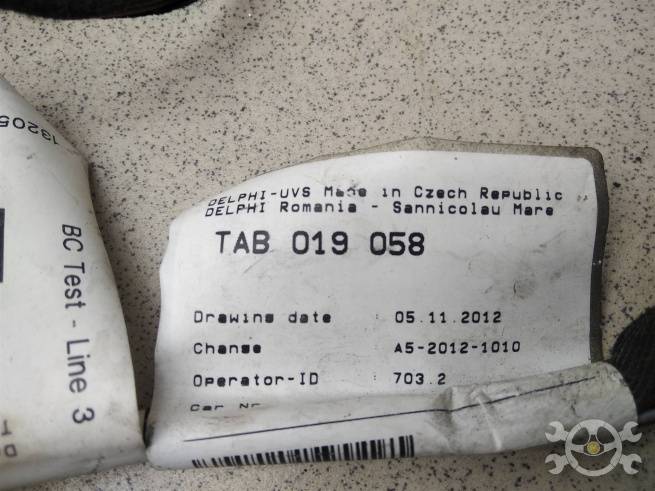 13205
BC Test - Line 3
DELPHI-UVS Made in Czech Republic
DELPHI Romania - Sannicolau Mare
TAB 019 058
Drawing date : 05.11.2012
Change : A5-2012-1010
Operator-ID : 703.2